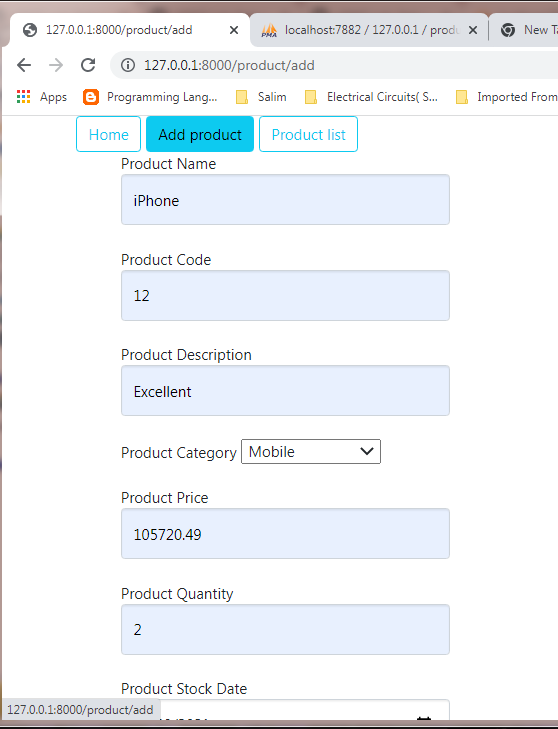 127.0.0.1:8000/product/add
localhost:7882 / 127.0.0.1 / produ
New Ta
127.0.0.1:8000/product/add
Apps
Programming Lang...
Salim
Electrical Circuits( S...
Imported From
Home
Add product
Product list
Product Name
iPhone
Product Code
12
Product Description
Excellent
Product Category Mobile
Product Price
105720.49
Product Quantity
2
Product Stock Date
127.0.0.1:8000/product/add